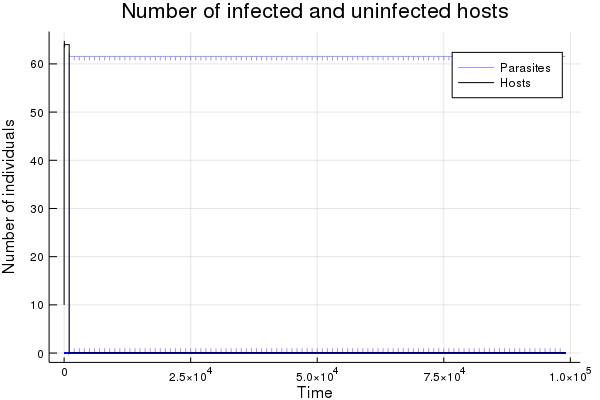 Number of infected and uninfected hosts
Number of individuals
60
50
40
30
20
10
0
Parasites
Hosts
0
2.5×10⁴
5.0×10⁴
7.5×10⁴
1.0×10⁵
Time